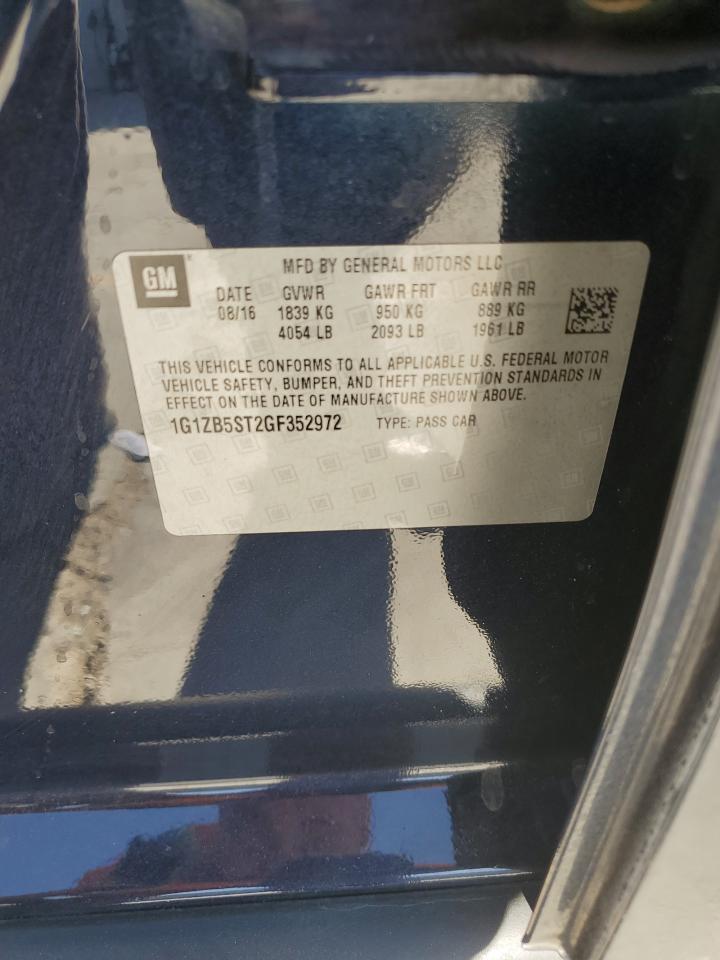 GM
MFD BY GENERAL MOTORS LLC
DATE GVWR GAWR FRT GAWR RR
08/16 1839 KG 950 KG 889 KG
4054 LB 2093 LB 1961 LB
THIS VEHICLE CONFORMS TO ALL APPLICABLE U.S. FEDERAL MOTOR
VEHICLE SAFETY, BUMPER, AND THEFT PREVENTION STANDARDS IN
EFFECT ON THE DATE OF MANUFACTURE SHOWN ABOVE.
1G1ZB5ST2GF352972 TYPE: PASS CAR